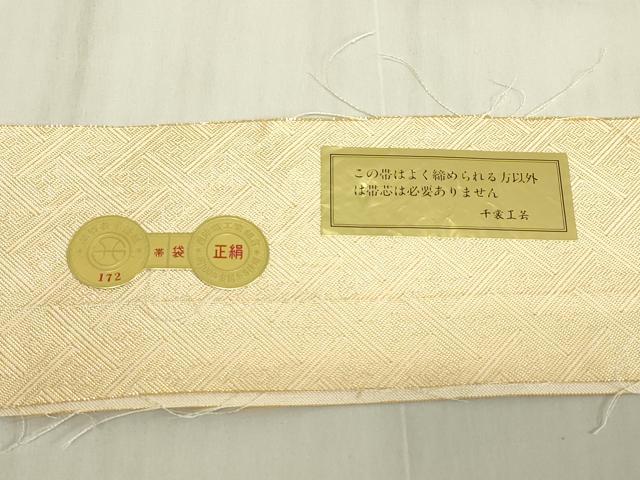 この帯はよく締められる方以外
は帯芯は必要ありません
千家工芸
172
帯袋
正絹